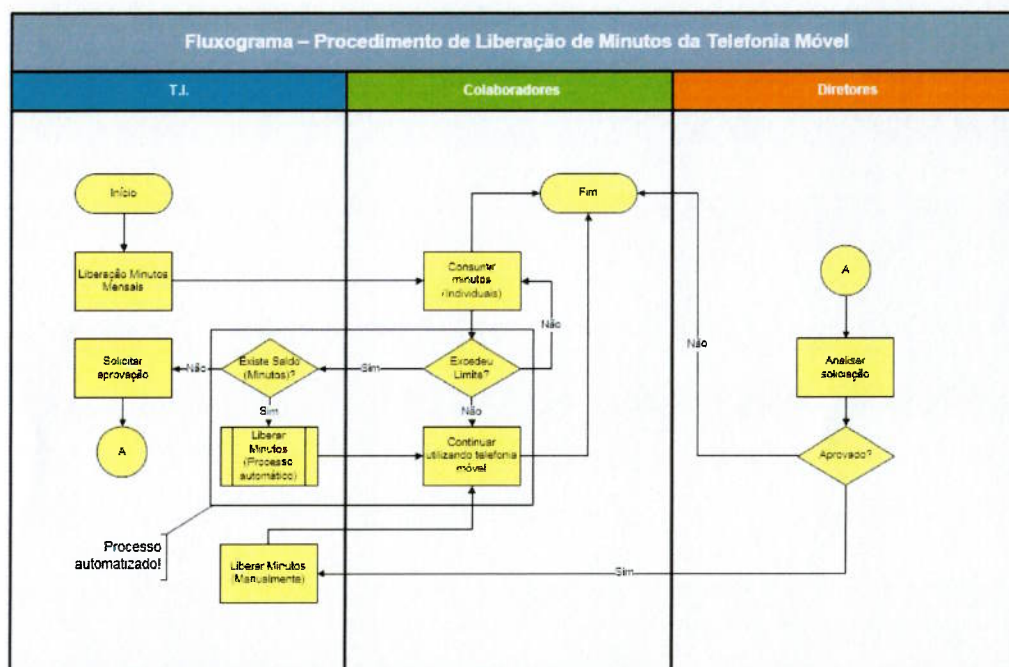 Fluxograma – Procedimento de Liberação de Minutos da Telefonia Móvel
T.I.
Colaboradores
Diretores
Início
Fim
Liberação Minutos
Mensais
Consumir
minutos
(Individuais)
A
Não
Não
Solicitar
aprovação
Não
Existe Saldo
(Minutos)?
Sim
Excedeu
Limite?
Analisar
solicitação
Sim
Não
A
Liberar
Minutos
(Processo
automático)
Continuar
utilizando telefonia
móvel
Aprovado?
Processo
automatizado!
Liberar Minutos
(Manualmente)
Sim